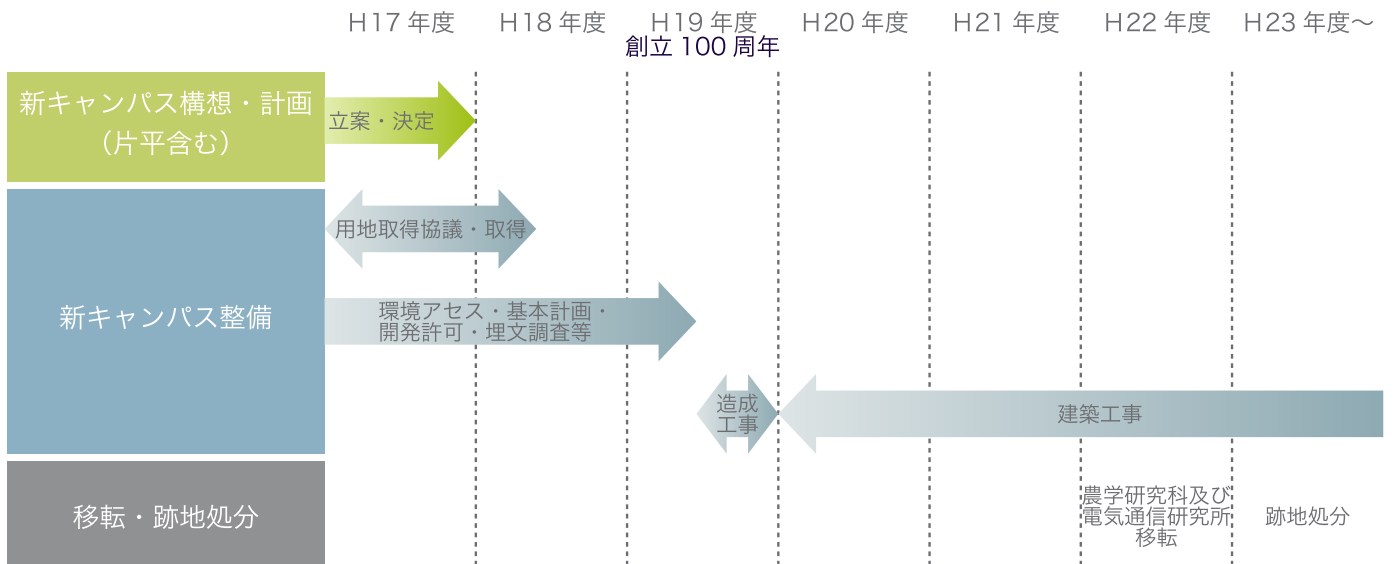 H17 年度
H18 年度
H19 年度
創立 100 周年
H20 年度
H21 年度
H22 年度
H23 年度～
新キャンパス構想・計画
（片平含む）
立案・決定
新キャンパス整備
用地取得協議・取得
環境アセス・基本計画・
開発許可・埋文調査等
造成
工事
建築工事
移転・跡地処分
農学研究科及び
電気通信研究所
移転
跡地処分